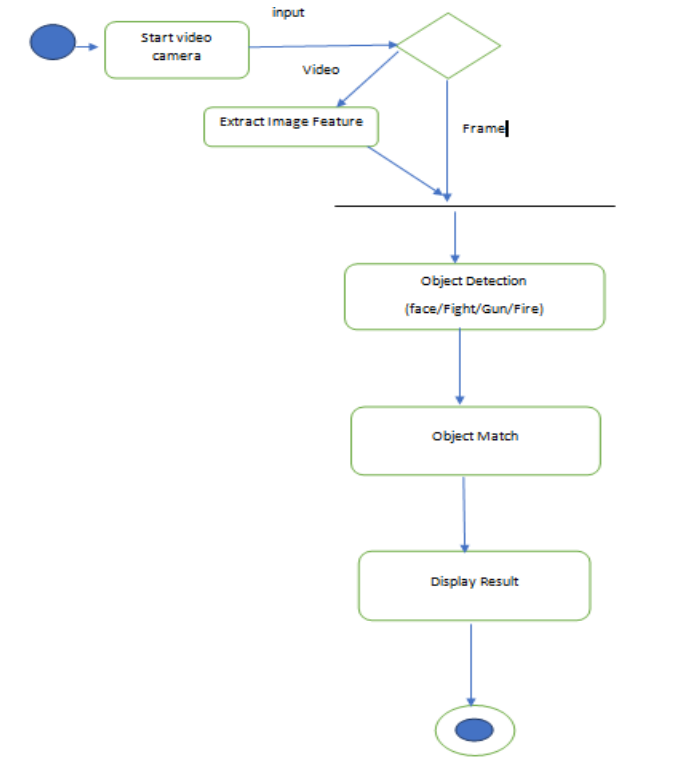 input
Start video
camera
Video
Extract Image Feature
Frame
Object Detection
(face/Fight/Gun/Fire)
Object Match
Display Result